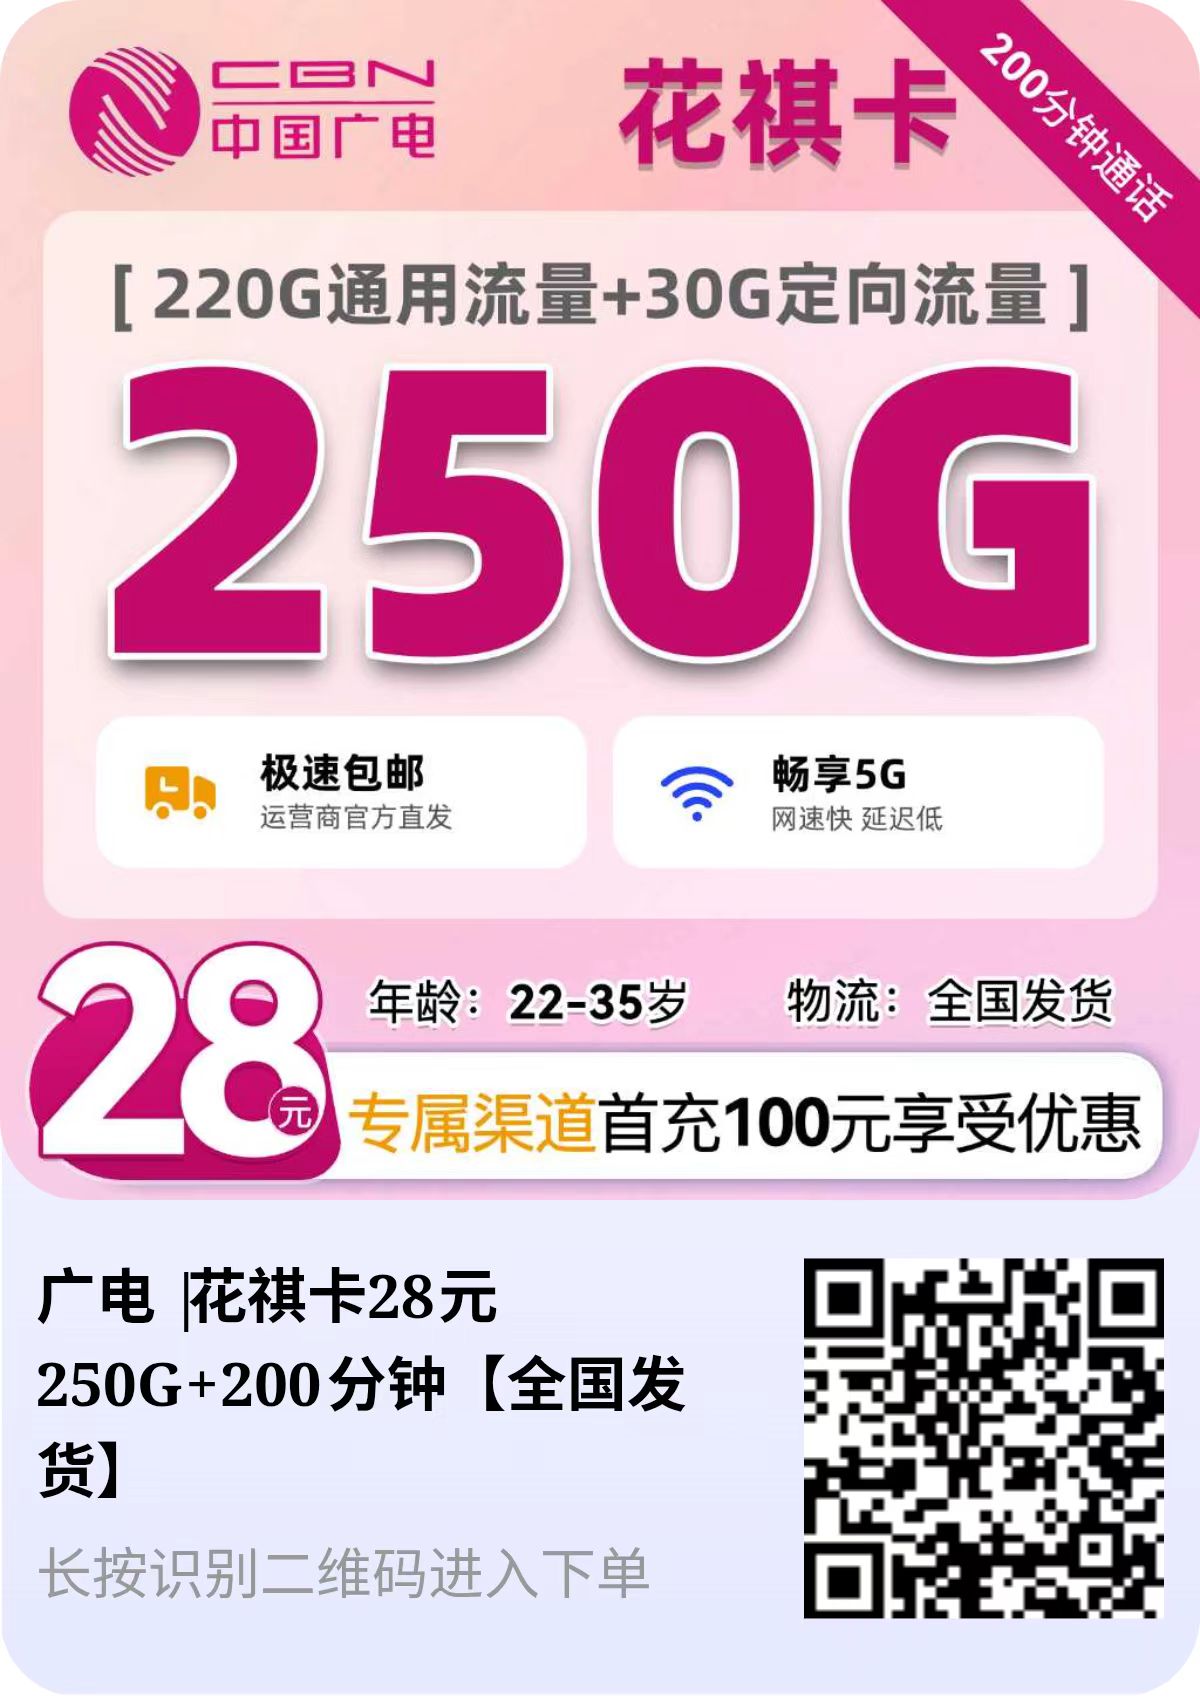 CBN
中国广电
花祺卡
200分钟通话
[ 220G通用流量+30G定向流量 ]
250G
极速包邮
运营商官方直发
畅享5G
网速快 延迟低
28元
年龄：22-35岁
物流：全国发货
专属渠道首充100元享受优惠
广电 |花祺卡28元
250G+200分钟【全国发
货】
长按识别二维码进入下单